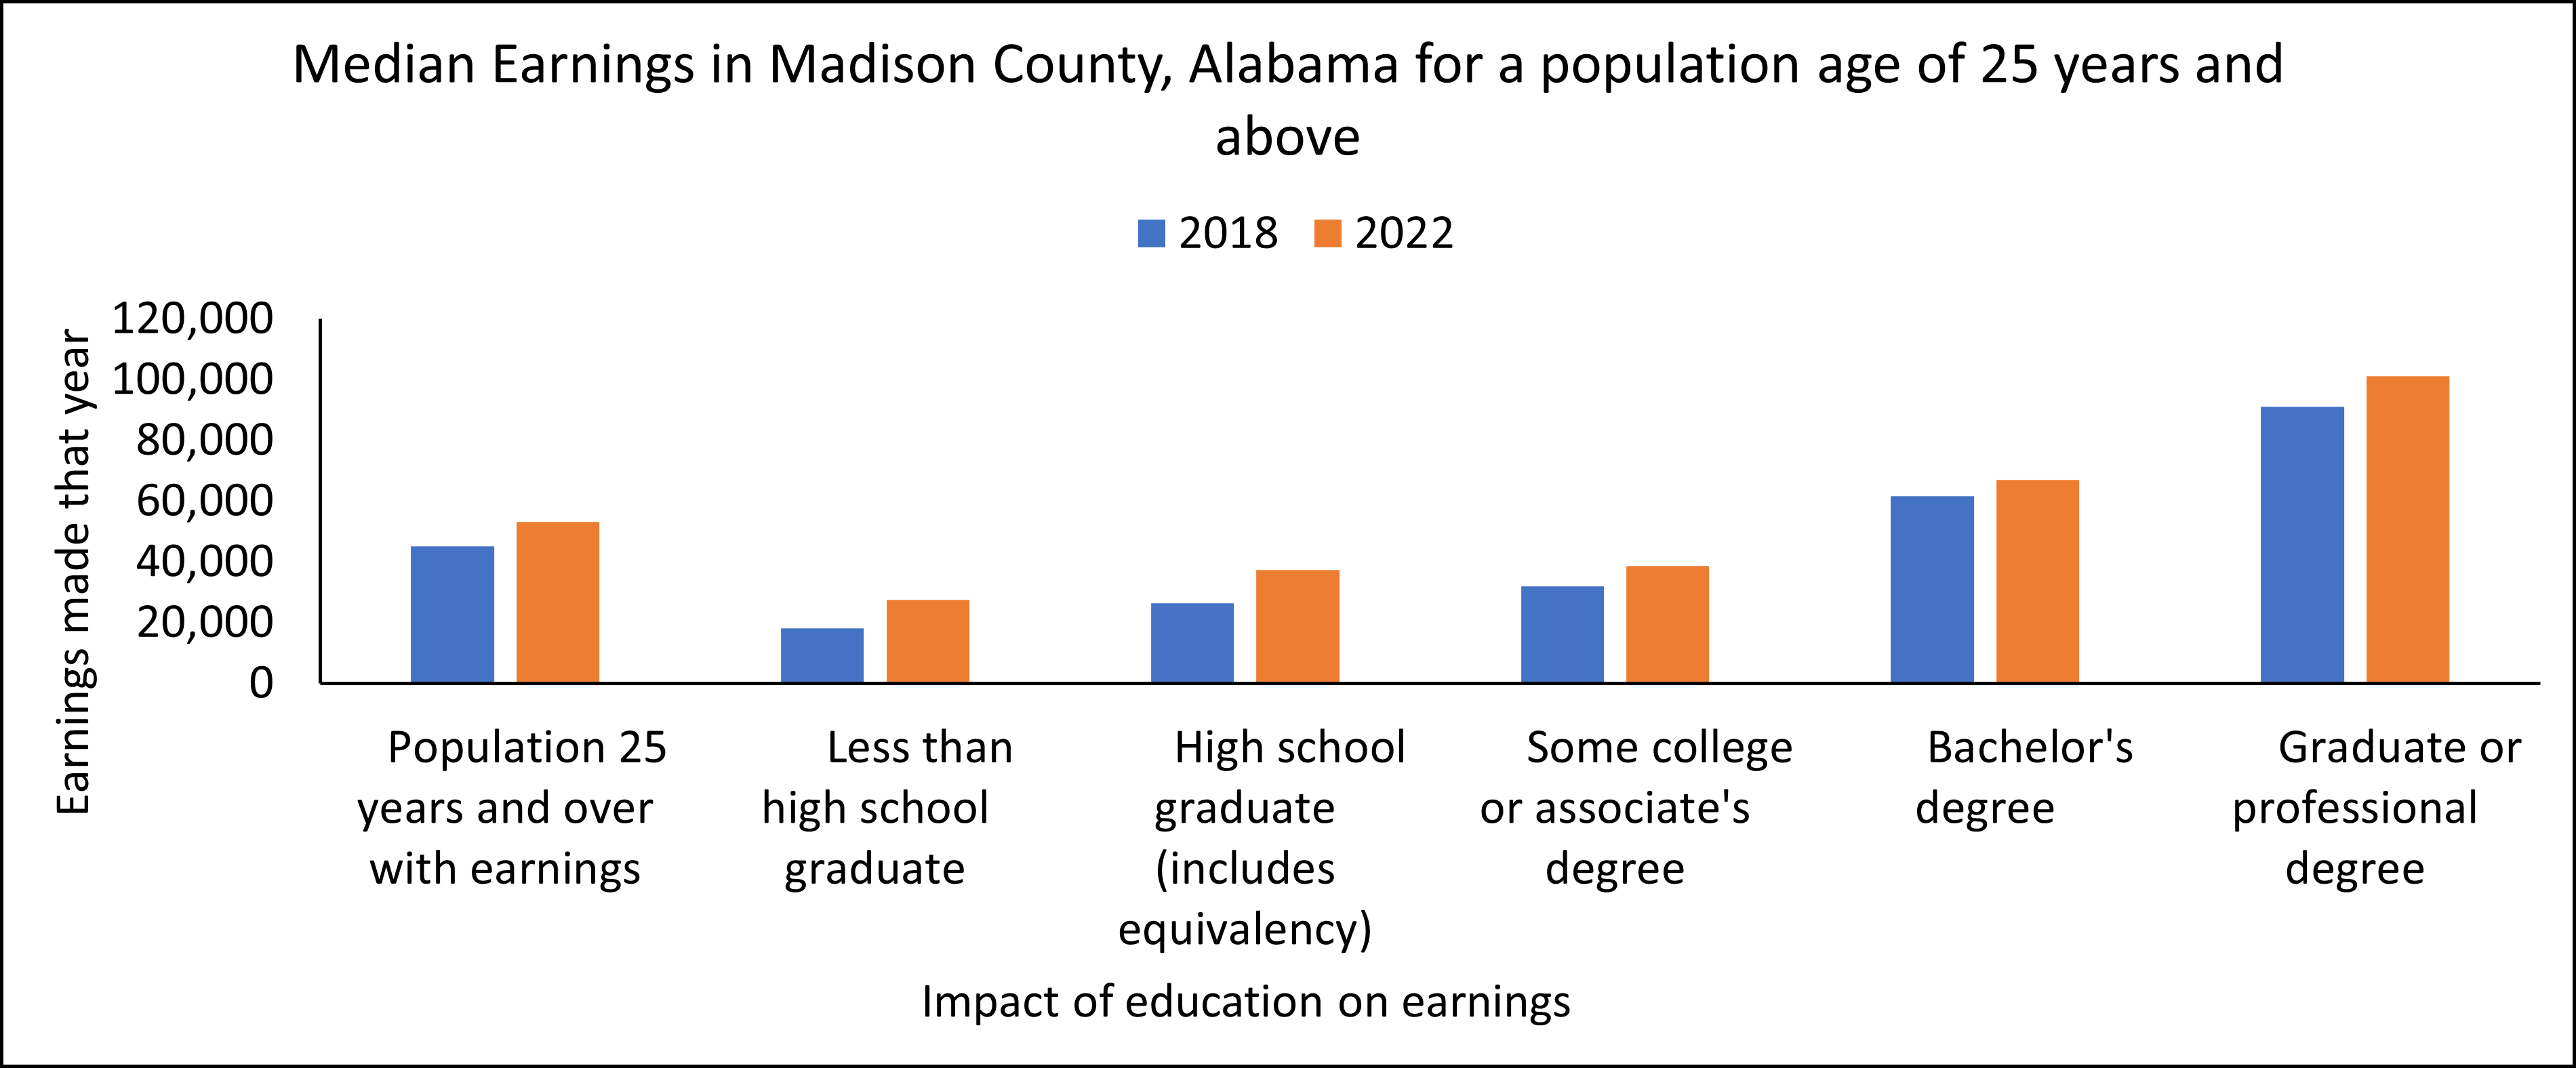 Median Earnings in Madison County, Alabama for a population age of 25 years and
above
2018 2022
Earnings made that year
120,000
100,000
80,000
60,000
40,000
20,000
0
Population 25
years and over
with earnings
Less than
high school
graduate
High school
graduate
(includes
equivalency)
Some college
or associate's
degree
Bachelor's
degree
Graduate or
professional
degree
Impact of education on earnings